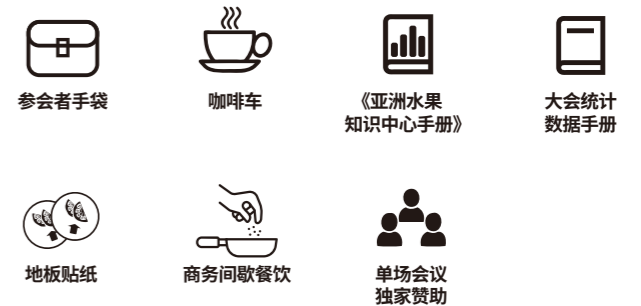 参会者手袋
咖啡车
《亚洲水果
知识中心手册》
大会统计
数据手册
地板贴纸
商务间歇餐饮
单场会议
独家赞助